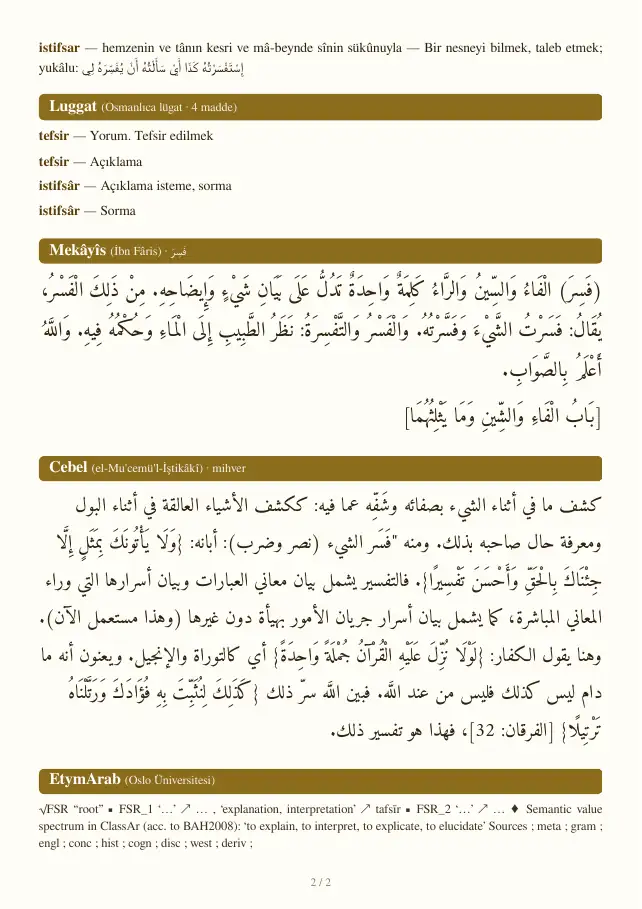 istifsar — hemzenin ve tânın kesri ve mâ-beynde sînin sükûnuyla — Bir nesneyi bilmek, taleb etmek;
yukâlu: إِسْتَفْسَرْتُهُ كَذَا أَيْ سَأَلْتُهُ أَنْ يُفَسِّرَهُ لِي
Luggat (Osmanlıca lügat · 4 madde)
tefsir — Yorum. Tefsir edilmek
tefsir — Açıklama
istifsâr — Açıklama isteme, sorma
istifsâr — Sorma
Mekâyîs (İbn Fâris) · فَسِرَ
(فَسِرَ) الْفَاءُ وَالسِّينُ وَالرَّاءُ كَلِمَةٌ وَاحِدَةٌ تَدُلُّ عَلَى بَيَانِ شَيْءٍ وَإِيضَاحِهِ. مِنْ ذَلِكَ الْفَسْرُ،
يُقَالُ: فَسَرْتُ الشَّيْءَ وَفَسَّرْتُهُ. وَالْفَسْرُ وَالتَّفْسِرَةُ: نَظَرُ الطَّبِيبِ إِلَى الْمَاءِ وَحُكْمُهُ فِيهِ. وَاللَّهُ
أَعْلَمُ بِالصَّوَابِ.
[بَابُ الْفَاءِ وَالشِّينِ وَمَا يَثْلِثُهُمَا]
Cebel (el-Mu'cemü'l-İştikâkî) · mihver
كشف ما في أثناء الشيء بصفائه وشَفِّه عما فيه: ككشف الأشياء العالقة في أثناء البول
ومعرفة حال صاحبه بذلك. ومنه "فَسَر الشيء (نصر وضرب): أبانه: {وَلَا يَأْتُونَكَ بِمَثَلٍ إِلَّا
جِئْنَاكَ بِالْحَقِّ وَأَحْسَنَ تَفْسِيرًا}. فالتفسير يشمل بيان معاني العبارات وبيان أسرارها التي وراء
المعاني المباشرة، كما يشمل بيان أسرار جريان الأمور بهيأة دون غيرها (وهذا مستعمل الآن).
وهنا يقول الكفار: {لَوْلَا نُزِّلَ عَلَيْهِ الْقُرْآنُ جُمْلَةً وَاحِدَةً} أي كالتوراة والإنجيل. ويعنون أنه ما
دام ليس كذلك فليس من عند الله. فبين الله سرّ ذلك {كَذَلِكَ لِنُثَبِّتَ بِهِ فُؤَادَكَ وَرَتَّلْنَاهُ
تَرْتِيلًا} [الفرقان: 32]، فهذا هو تفسير ذلك.
EtymArab (Oslo Üniversitesi)
√FSR “root” ▪ FSR_1 ‘…’ ↗ … , ‘explanation, interpretation’ ↗ tafsīr ▪ FSR_2 ‘…’ ↗ … ♦ Semantic value
spectrum in ClassAr (acc. to BAH2008): ‘to explain, to interpret, to explicate, to elucidate’ Sources ; meta ; gram ;
engl ; conc ; hist ; cogn ; disc ; west ; deriv ;
2 / 2